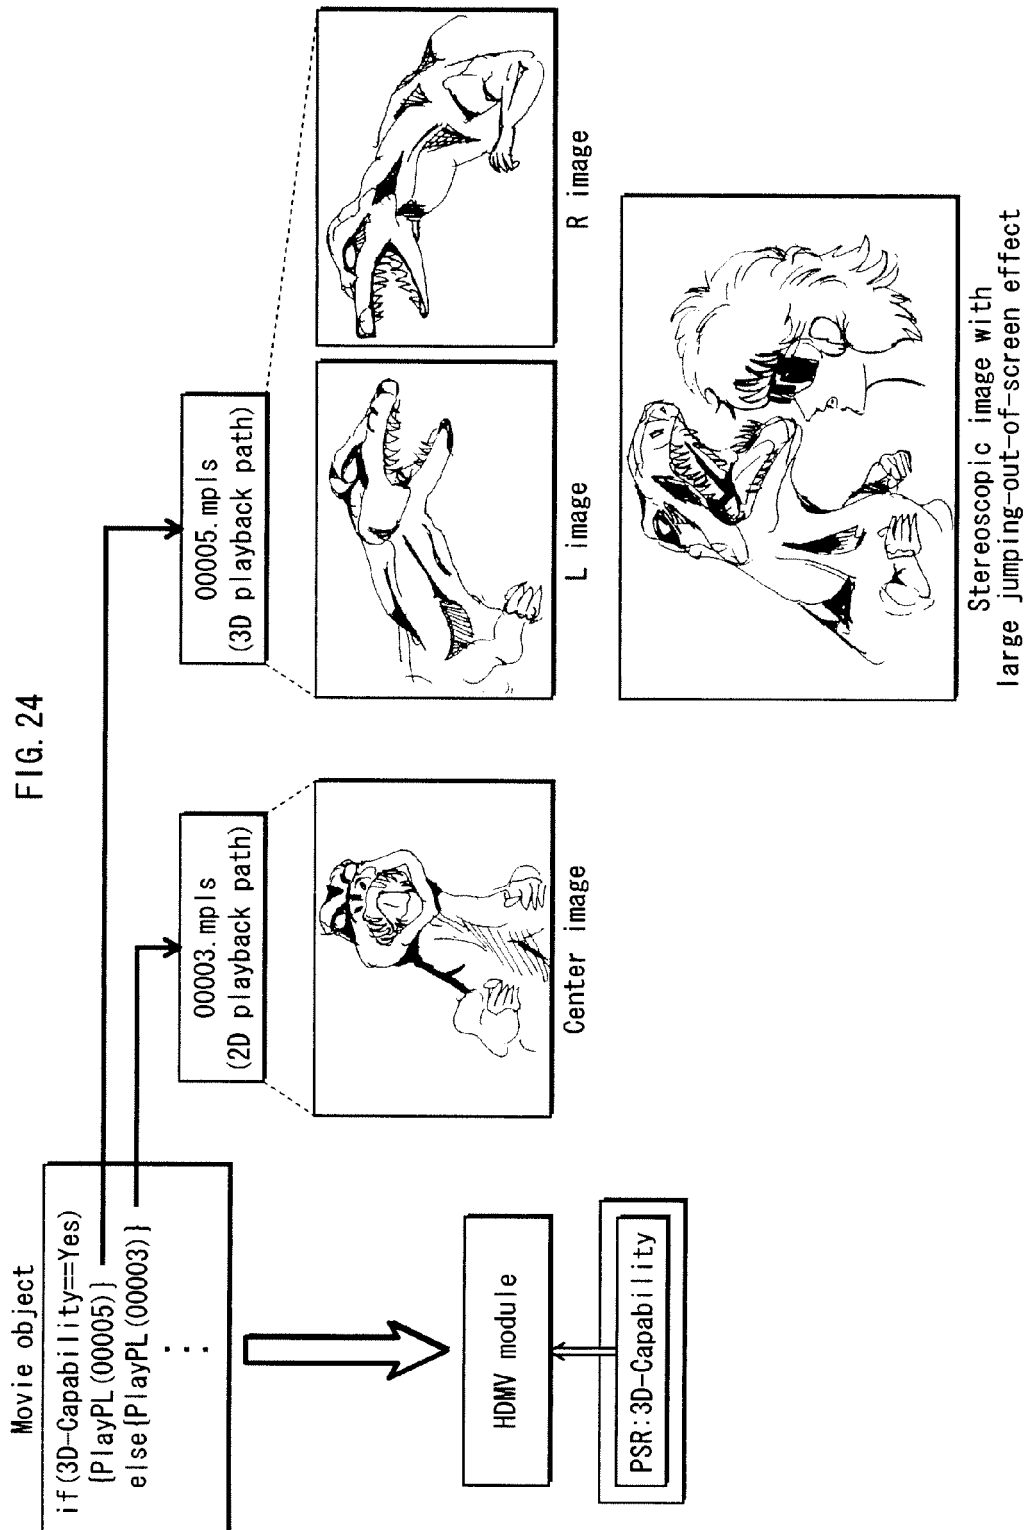 FIG. 24
Movie object
if(3D-Capability==Yes)
{PlayPL(00005)}
else{PlayPL(00003)}
...
HDMV module
PSR:3D-Capability
00003.mpls
(2D playback path)
Center image
00005.mpls
(3D playback path)
L image
R image
Stereoscopic image with
large jumping-out-of-screen effect